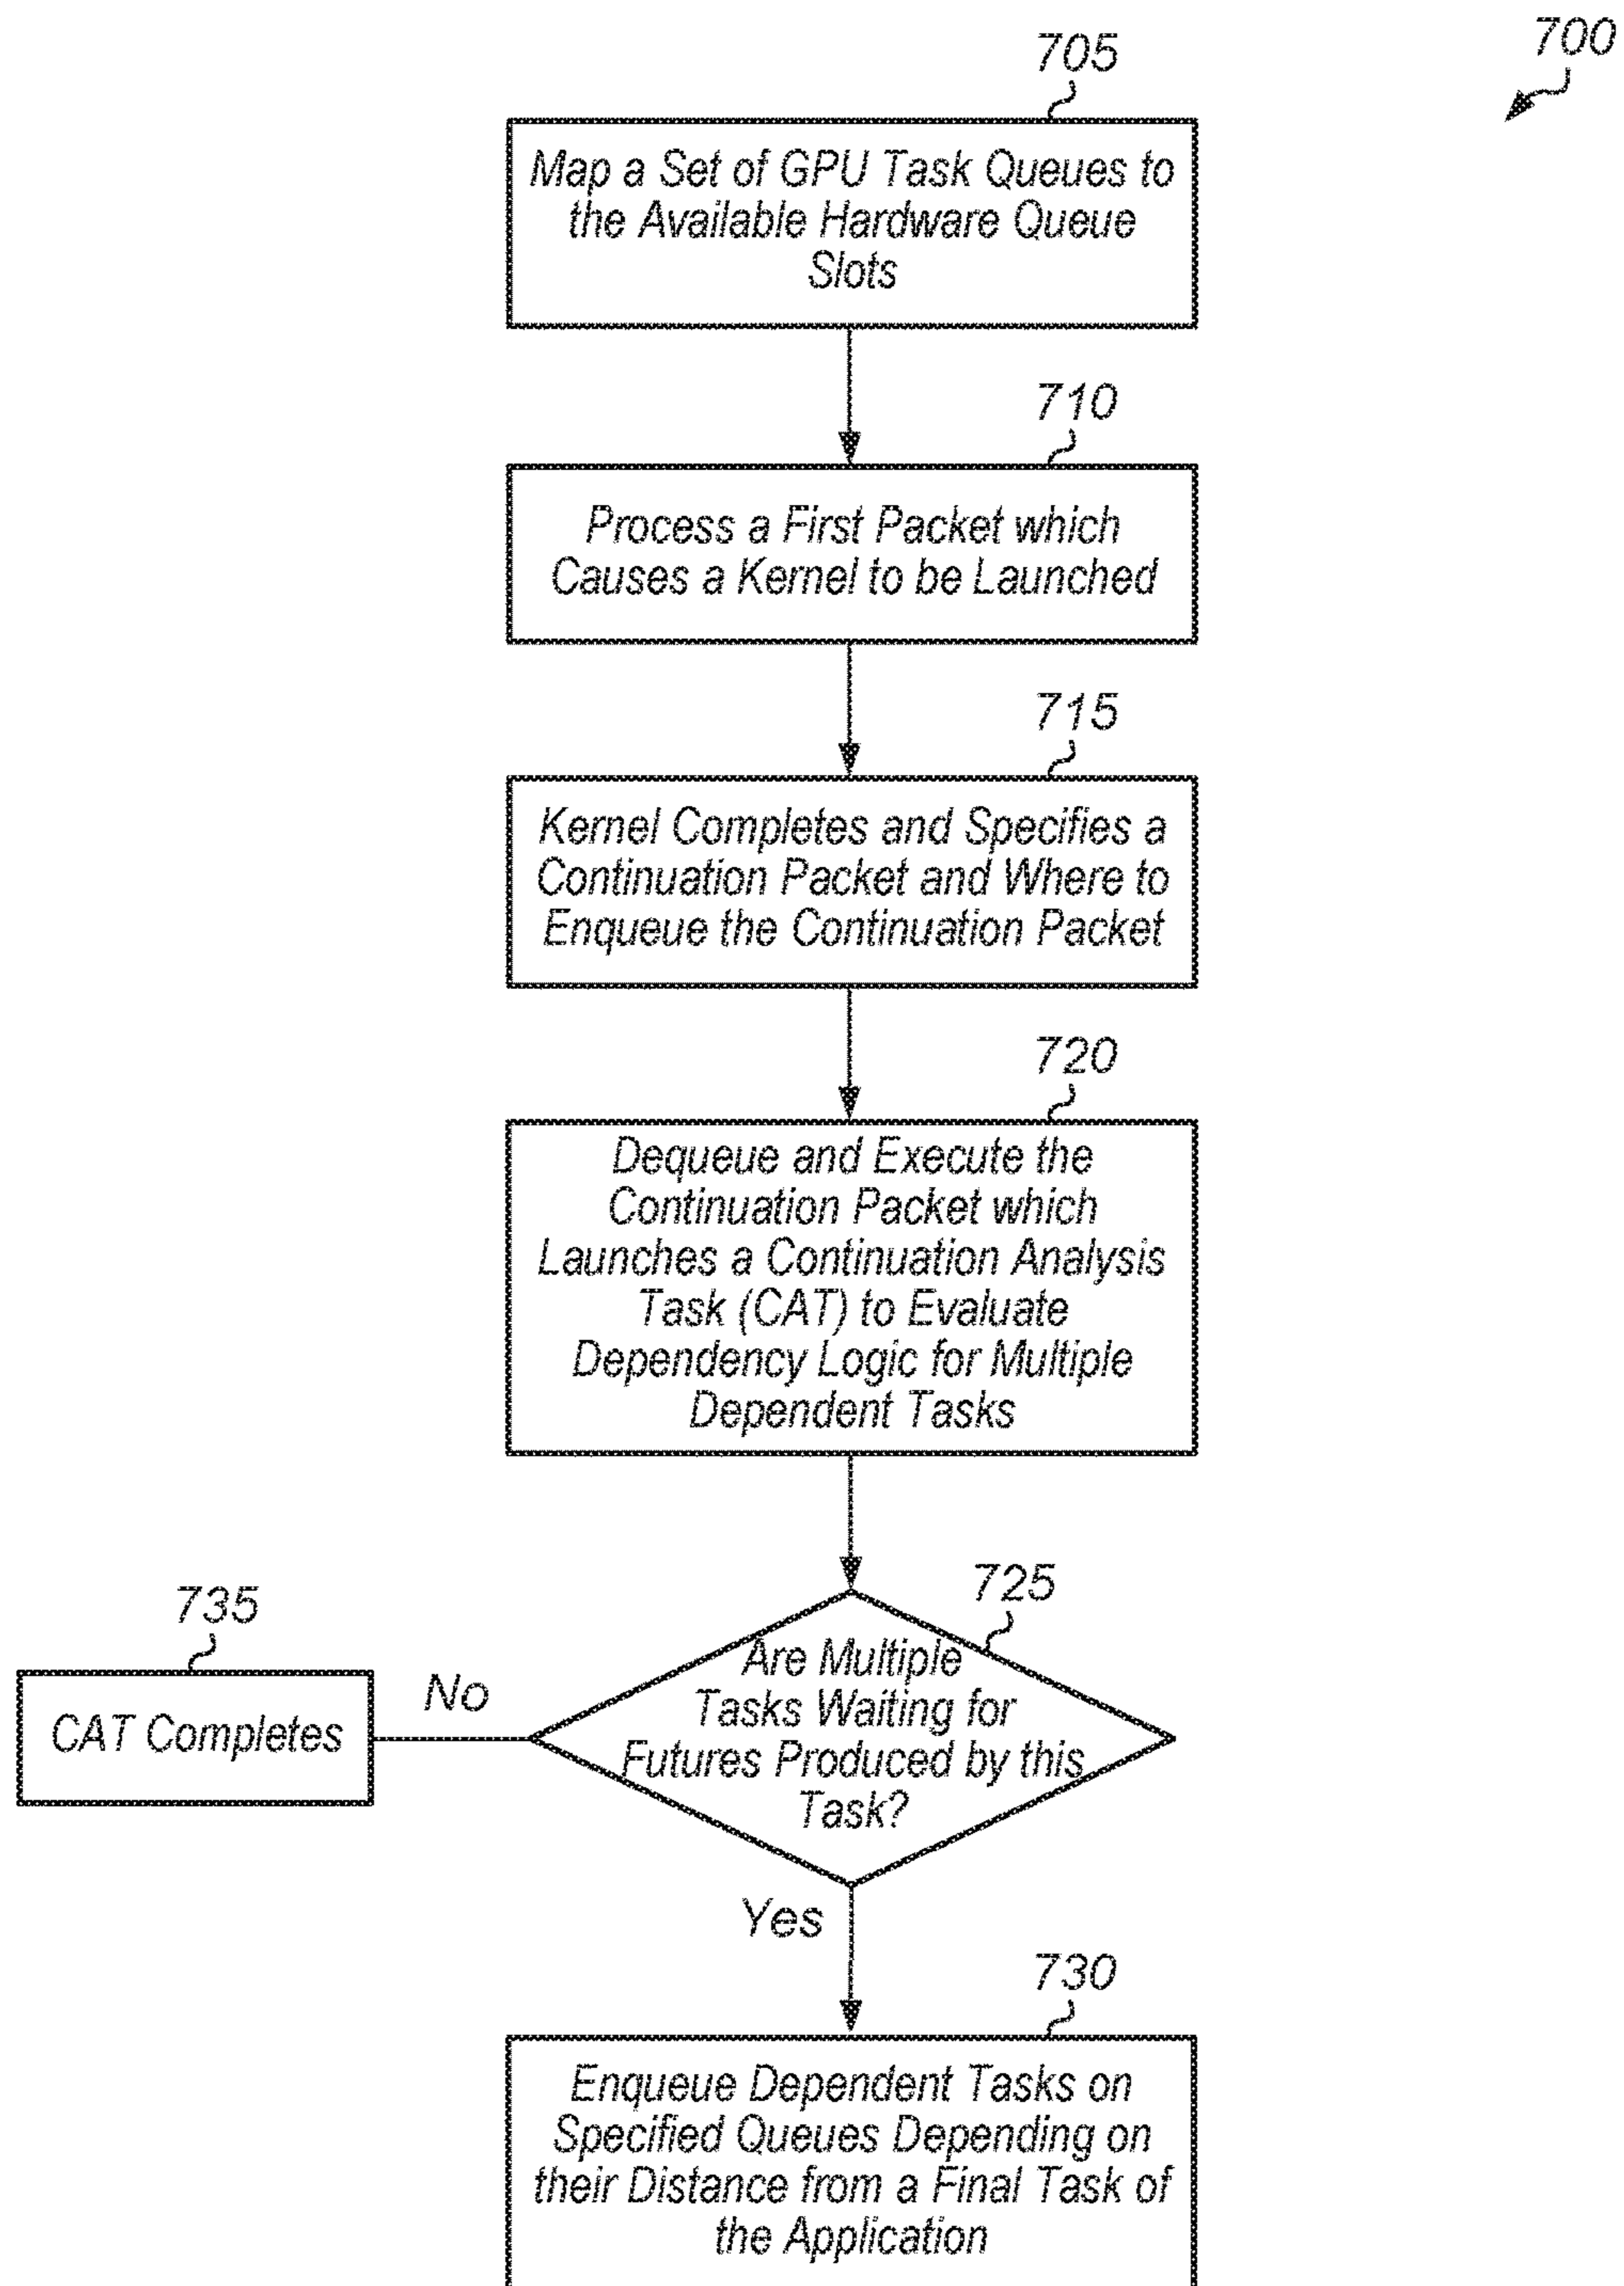 700
705
Map a Set of GPU Task Queues to
the Available Hardware Queue
Slots
710
Process a First Packet which
Causes a Kernel to be Launched
715
Kernel Completes and Specifies a
Continuation Packet and Where to
Enqueue the Continuation Packet
720
Dequeue and Execute the
Continuation Packet which
Launches a Continuation Analysis
Task (CAT) to Evaluate
Dependency Logic for Multiple
Dependent Tasks
725
Are Multiple
Tasks Waiting for
Futures Produced by this
Task?
735
No
CAT Completes
Yes
730
Enqueue Dependent Tasks on
Specified Queues Depending on
their Distance from a Final Task of
the Application